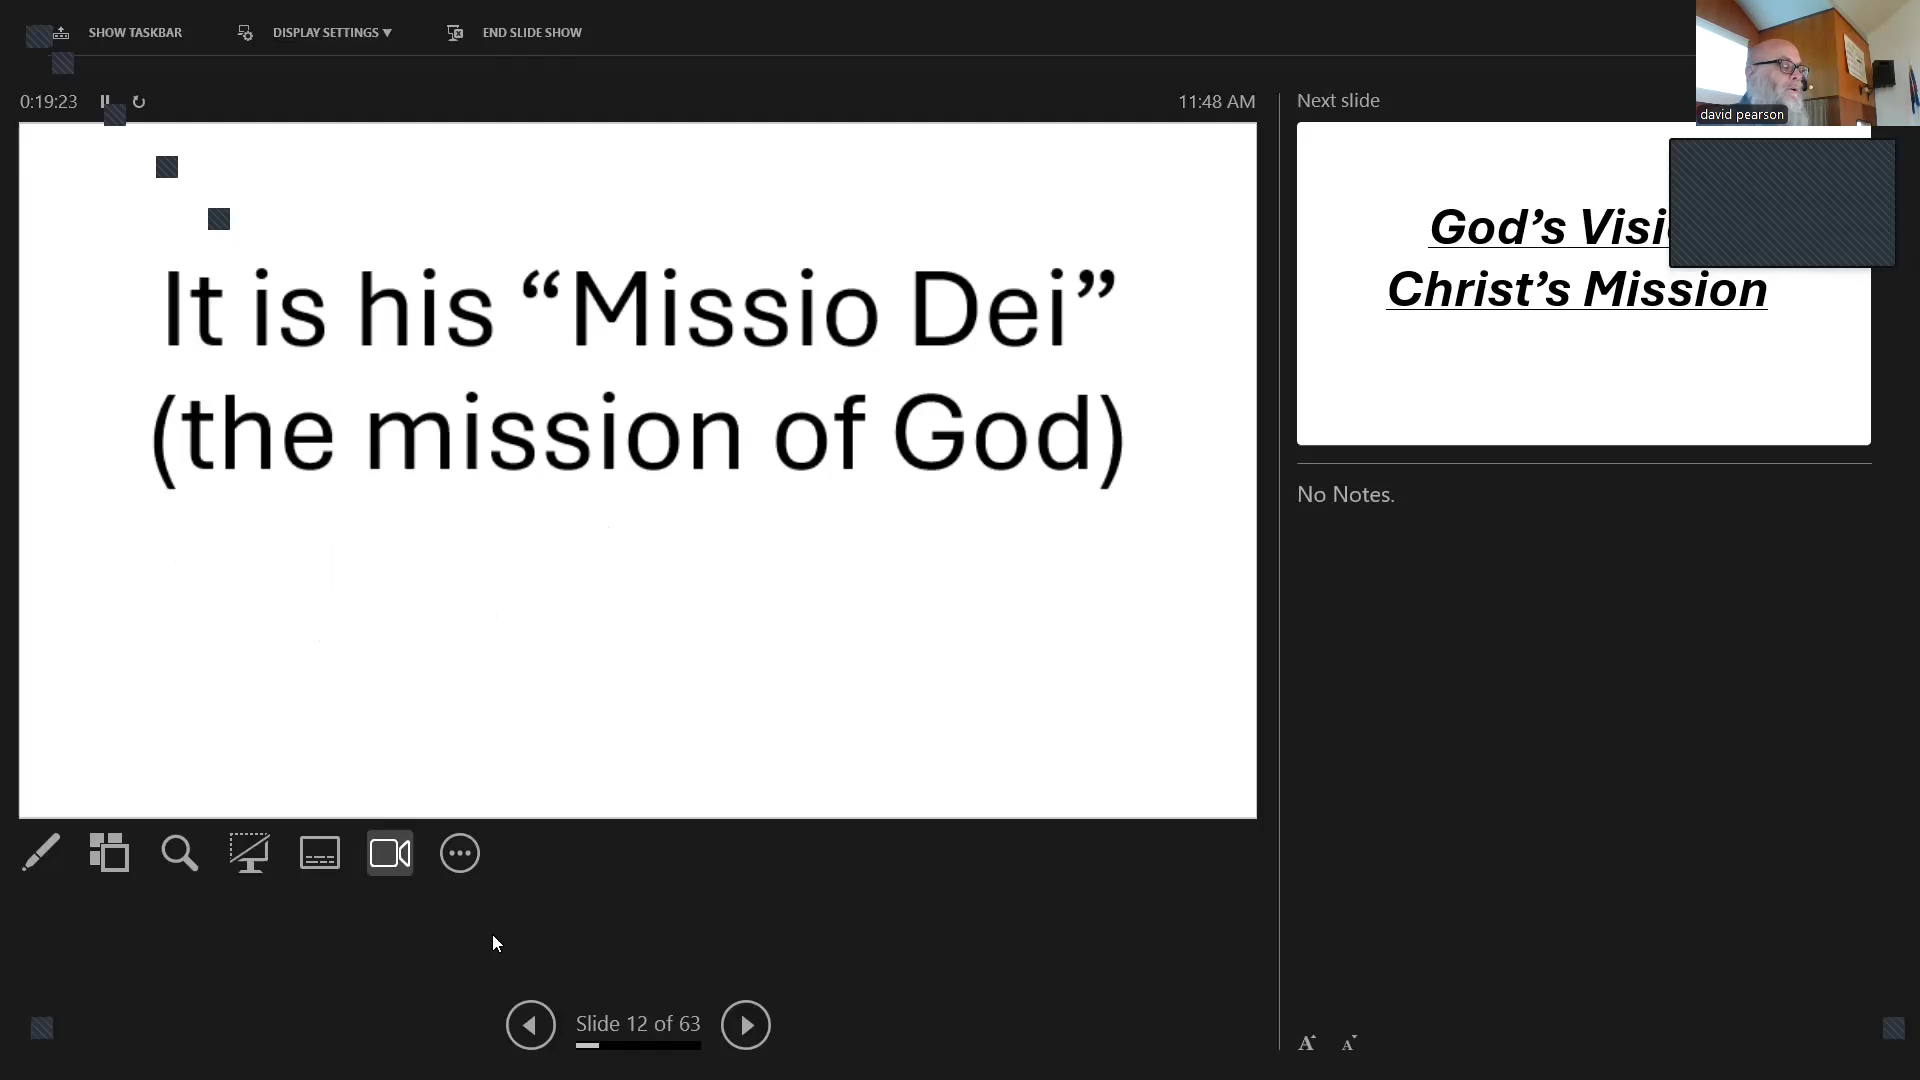 SHOW TASKBAR DISPLAY SETTINGS ▼ END SLIDE SHOW
david pearson
0:19:23 11:48 AM
It is his “Missio Dei”
(the mission of God)
Next slide
God’s
Christ’s Mission
No Notes.
Slide 12 of 63
A A